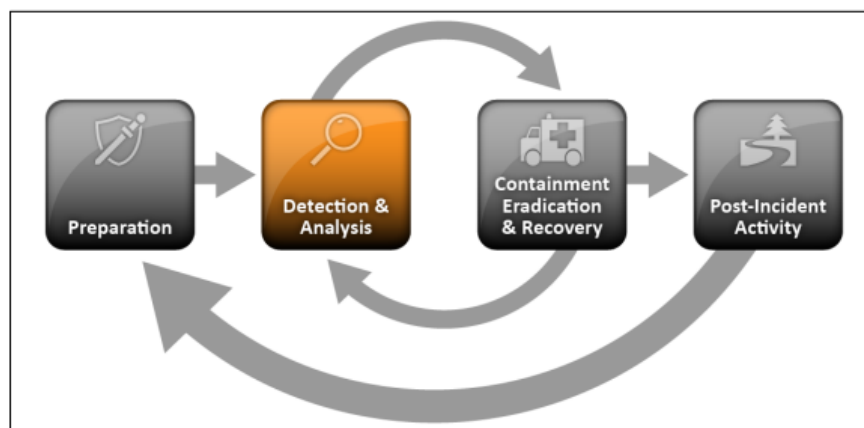 Preparation
Detection &
Analysis
Containment
Eradication
& Recovery
Post-Incident
Activity